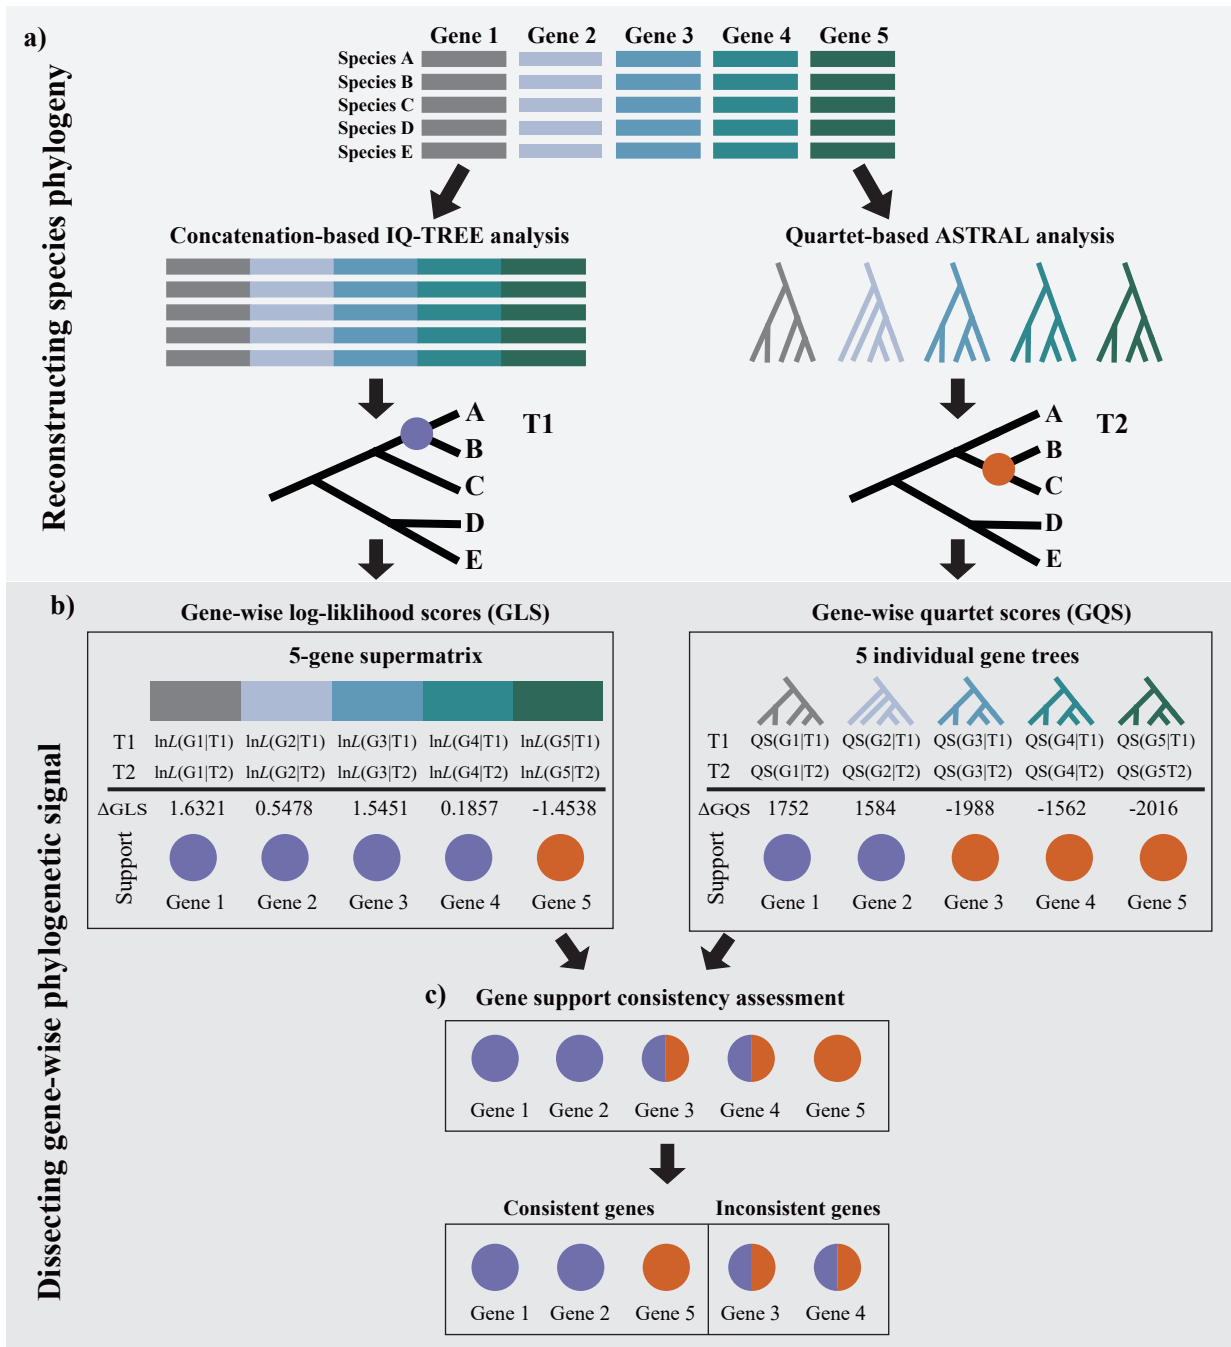 a)
Reconstructing species phylogeny
Gene 1 Gene 2 Gene 3 Gene 4 Gene 5
Species A
Species B
Species C
Species D
Species E
Concatenation-based IQ-TREE analysis
Quartet-based ASTRAL analysis
T1
A
B
C
D
E
T2
A
B
C
D
E
b)
Dissecting gene-wise phylogenetic signal
Gene-wise log-liklihood scores (GLS)
5-gene supermatrix
T1 lnL(G1|T1) lnL(G2|T1) lnL(G3|T1) lnL(G4|T1) lnL(G5|T1)
T2 lnL(G1|T2) lnL(G2|T2) lnL(G3|T2) lnL(G4|T2) lnL(G5|T2)
ΔGLS 1.6321 0.5478 1.5451 0.1857 -1.4538
Support
Gene 1 Gene 2 Gene 3 Gene 4 Gene 5
Gene-wise quartet scores (GQS)
5 individual gene trees
T1 QS(G1|T1) QS(G2|T1) QS(G3|T1) QS(G4|T1) QS(G5|T1)
T2 QS(G1|T2) QS(G2|T2) QS(G3|T2) QS(G4|T2) QS(G5T2)
ΔGQS 1752 1584 -1988 -1562 -2016
Support
Gene 1 Gene 2 Gene 3 Gene 4 Gene 5
c)
Gene support consistency assessment
Gene 1 Gene 2 Gene 3 Gene 4 Gene 5
Consistent genes Inconsistent genes
Gene 1 Gene 2 Gene 5 Gene 3 Gene 4